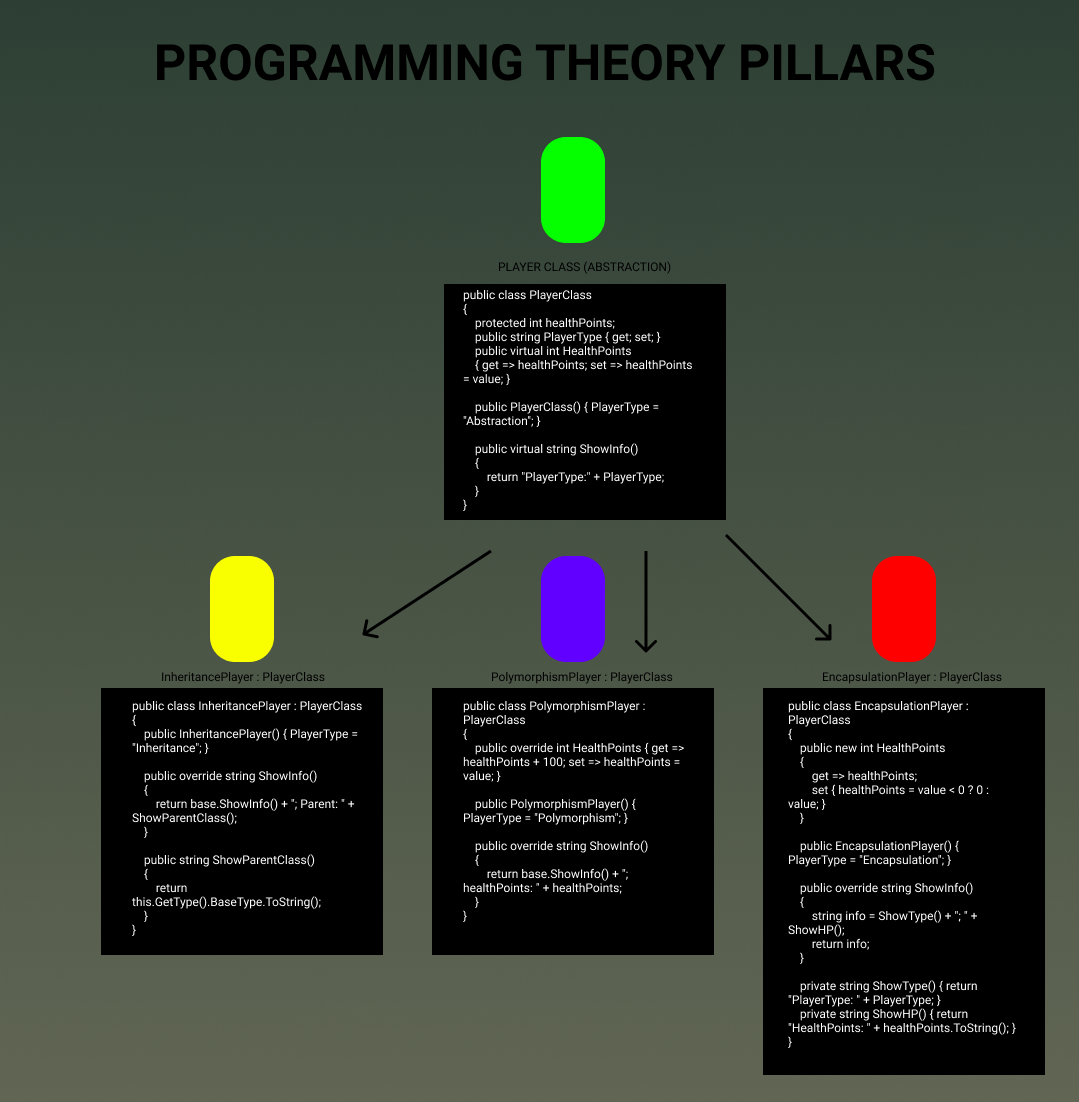 PROGRAMMING THEORY PILLARS
PLAYER CLASS (ABSTRACTION)
public class PlayerClass
{
    protected int healthPoints;
    public string PlayerType { get; set; }
    public virtual int HealthPoints
    { get => healthPoints; set => healthPoints
= value; }

    public PlayerClass() { PlayerType =
"Abstraction"; }

    public virtual string ShowInfo()
    {
        return "PlayerType:" + PlayerType;
    }
}
InheritancePlayer : PlayerClass
public class InheritancePlayer : PlayerClass
{
    public InheritancePlayer() { PlayerType =
"Inheritance"; }

    public override string ShowInfo()
    {
        return base.ShowInfo() + "; Parent: " +
ShowParentClass();
    }

    public string ShowParentClass()
    {
        return
this.GetType().BaseType.ToString();
    }
}
PolymorphismPlayer : PlayerClass
public class PolymorphismPlayer :
PlayerClass
{
    public override int HealthPoints { get =>
healthPoints + 100; set => healthPoints =
value; }

    public PolymorphismPlayer() {
PlayerType = "Polymorphism"; }

    public override string ShowInfo()
    {
        return base.ShowInfo() + ";
healthPoints: " + healthPoints;
    }
}
EncapsulationPlayer : PlayerClass
public class EncapsulationPlayer :
PlayerClass
{
    public new int HealthPoints
    {
        get => healthPoints;
        set { healthPoints = value < 0 ? 0 :
value; }
    }

    public EncapsulationPlayer() {
PlayerType = "Encapsulation"; }

    public override string ShowInfo()
    {
        string info = ShowType() + "; " +
ShowHP();
        return info;
    }

    private string ShowType() { return
"PlayerType: " + PlayerType; }
    private string ShowHP() { return
"HealthPoints: " + healthPoints.ToString(); }
}